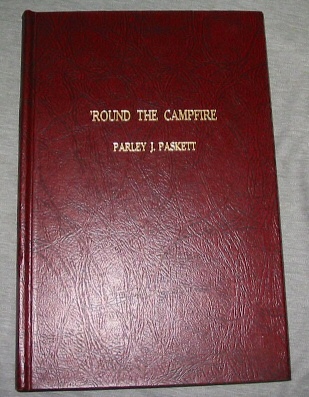 'ROUND THE CAMPFIRE
PARLEY J. PASKETT